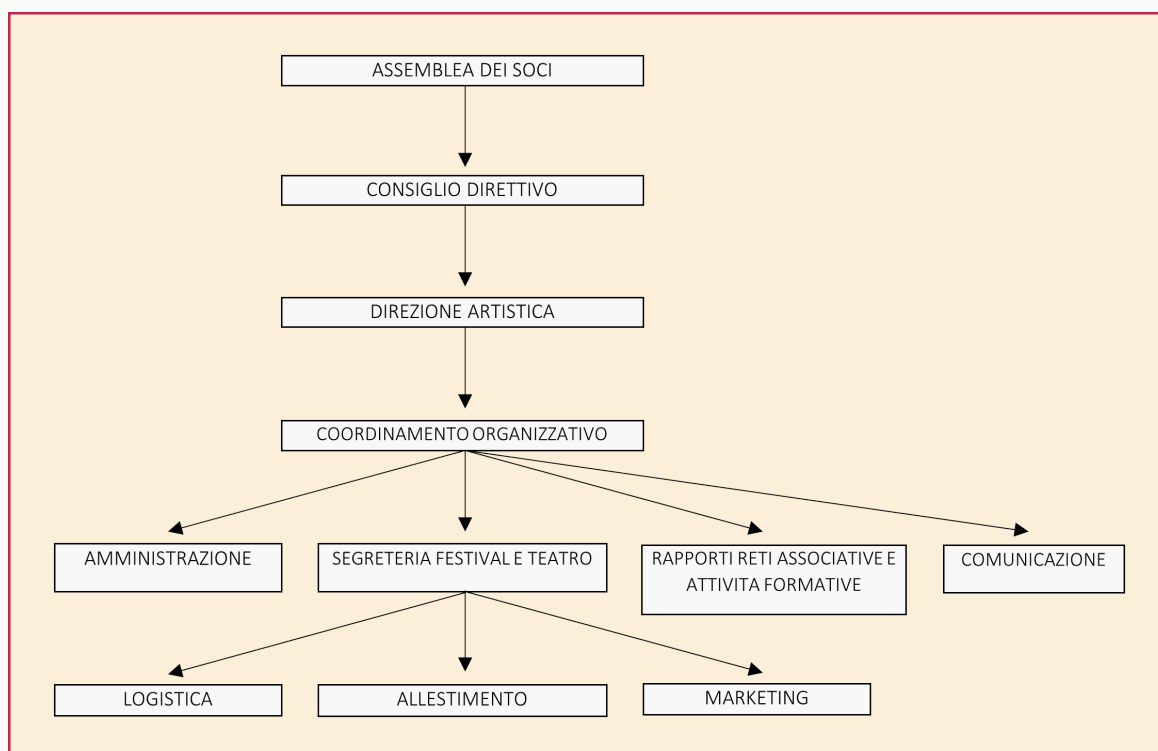 ASSEMBLEA DEI SOCI
CONSIGLIO DIRETTIVO
DIREZIONE ARTISTICA
COORDINAMENTO ORGANIZZATIVO
AMMINISTRAZIONE
SEGRETERIA FESTIVAL E TEATRO
RAPPORTI RETI ASSOCIATIVE E
ATTIVITA FORMATIVE
COMUNICAZIONE
LOGISTICA
ALLESTIMENTO
MARKETING